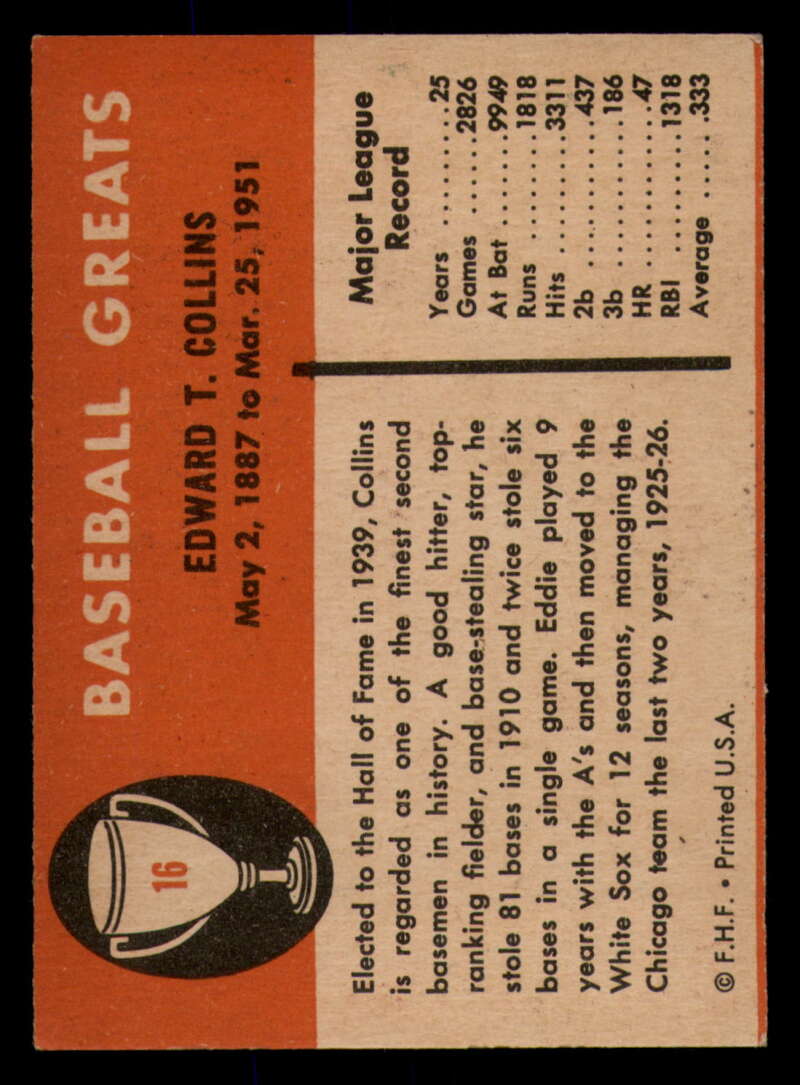 16
BASEBALL GREATS
EDWARD T. COLLINS
May 2, 1887 to Mar. 25, 1951
Elected to the Hall of Fame in 1939, Collins
is regarded as one of the finest second
basemen in history. A good hitter, top-
ranking fielder, and base-stealing star, he
stole 81 bases in 1910 and twice stole six
bases in a single game. Eddie played 9
years with the A's and then moved to the
White Sox for 12 seasons, managing the
Chicago team the last two years, 1925-26.
© F.H.F. • Printed U.S.A.
Major League
Record
Years .........25
Games ......2826
At Bat .......9949
Runs ........1818
Hits .........3311
2b ...........437
3b ...........186
HR ...........47
RBI .........1318
Average ......333